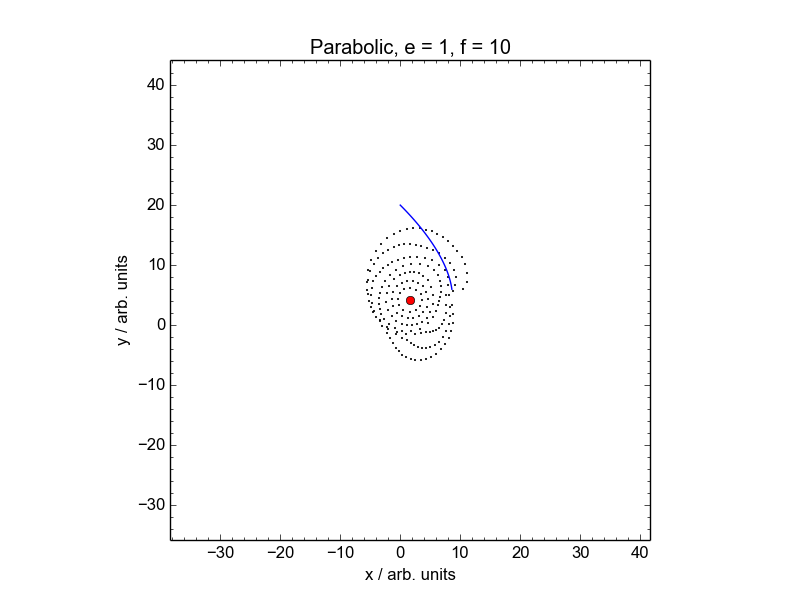 Parabolic, e = 1, f = 10
40
30
20
10
0
−10
−20
−30
y / arb. units
−30 −20 −10 0 10 20 30 40
x / arb. units